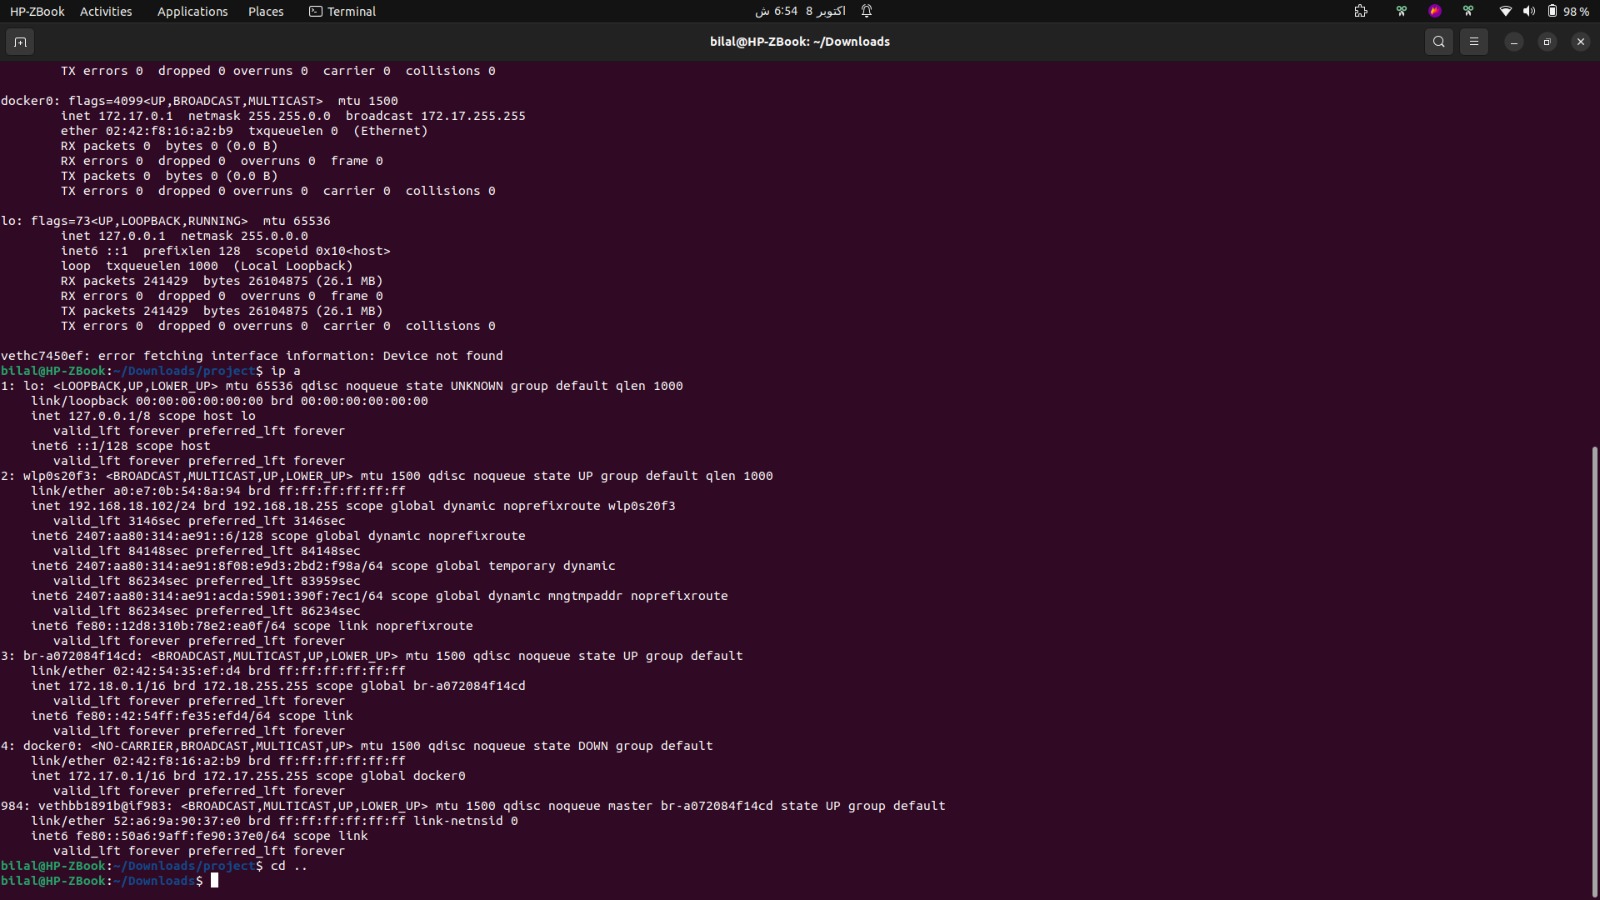 HP-ZBook Activities Applications Places Terminal اکتوبر 8 6:54 ش 98 %
bilal@HP-ZBook: ~/Downloads
TX errors 0  dropped 0 overruns 0  carrier 0  collisions 0
docker0: flags=4099<UP,BROADCAST,MULTICAST>  mtu 1500
inet 172.17.0.1  netmask 255.255.0.0  broadcast 172.17.255.255
ether 02:42:f8:16:a2:b9  txqueuelen 0  (Ethernet)
RX packets 0  bytes 0 (0.0 B)
RX errors 0  dropped 0  overruns 0  frame 0
TX packets 0  bytes 0 (0.0 B)
TX errors 0  dropped 0 overruns 0  carrier 0  collisions 0
lo: flags=73<UP,LOOPBACK,RUNNING>  mtu 65536
inet 127.0.0.1  netmask 255.0.0.0
inet6 ::1  prefixlen 128  scopeid 0x10<host>
loop  txqueuelen 1000  (Local Loopback)
RX packets 241429  bytes 26104875 (26.1 MB)
RX errors 0  dropped 0  overruns 0  frame 0
TX packets 241429  bytes 26104875 (26.1 MB)
TX errors 0  dropped 0 overruns 0  carrier 0  collisions 0
vethc7450ef: error fetching interface information: Device not found
bilal@HP-ZBook:~/Downloads/project$ ip a
1: lo: <LOOPBACK,UP,LOWER_UP> mtu 65536 qdisc noqueue state UNKNOWN group default qlen 1000
link/loopback 00:00:00:00:00:00 brd 00:00:00:00:00:00
inet 127.0.0.1/8 scope host lo
valid_lft forever preferred_lft forever
inet6 ::1/128 scope host
valid_lft forever preferred_lft forever
2: wlp0s20f3: <BROADCAST,MULTICAST,UP,LOWER_UP> mtu 1500 qdisc noqueue state UP group default qlen 1000
link/ether a0:e7:0b:54:8a:94 brd ff:ff:ff:ff:ff:ff
inet 192.168.18.102/24 brd 192.168.18.255 scope global dynamic noprefixroute wlp0s20f3
valid_lft 3146sec preferred_lft 3146sec
inet6 2407:aa80:314:ae91::6/128 scope global dynamic noprefixroute
valid_lft 84148sec preferred_lft 84148sec
inet6 2407:aa80:314:ae91:8f08:e9d3:2bd2:f98a/64 scope global temporary dynamic
valid_lft 86234sec preferred_lft 83959sec
inet6 2407:aa80:314:ae91:acda:5901:390f:7ec1/64 scope global dynamic mngtmpaddr noprefixroute
valid_lft 86234sec preferred_lft 86234sec
inet6 fe80::12d8:310b:78e2:ea0f/64 scope link noprefixroute
valid_lft forever preferred_lft forever
3: br-a072084f14cd: <BROADCAST,MULTICAST,UP,LOWER_UP> mtu 1500 qdisc noqueue state UP group default
link/ether 02:42:54:35:ef:d4 brd ff:ff:ff:ff:ff:ff
inet 172.18.0.1/16 brd 172.18.255.255 scope global br-a072084f14cd
valid_lft forever preferred_lft forever
inet6 fe80::42:54ff:fe35:efd4/64 scope link
valid_lft forever preferred_lft forever
4: docker0: <NO-CARRIER,BROADCAST,MULTICAST,UP> mtu 1500 qdisc noqueue state DOWN group default
link/ether 02:42:f8:16:a2:b9 brd ff:ff:ff:ff:ff:ff
inet 172.17.0.1/16 brd 172.17.255.255 scope global docker0
valid_lft forever preferred_lft forever
984: vethbb1891b@if983: <BROADCAST,MULTICAST,UP,LOWER_UP> mtu 1500 qdisc noqueue master br-a072084f14cd state UP group default
link/ether 52:a6:9a:90:37:e0 brd ff:ff:ff:ff:ff:ff link-netnsid 0
inet6 fe80::50a6:9aff:fe90:37e0/64 scope link
valid_lft forever preferred_lft forever
bilal@HP-ZBook:~/Downloads/project$ cd ..
bilal@HP-ZBook:~/Downloads$